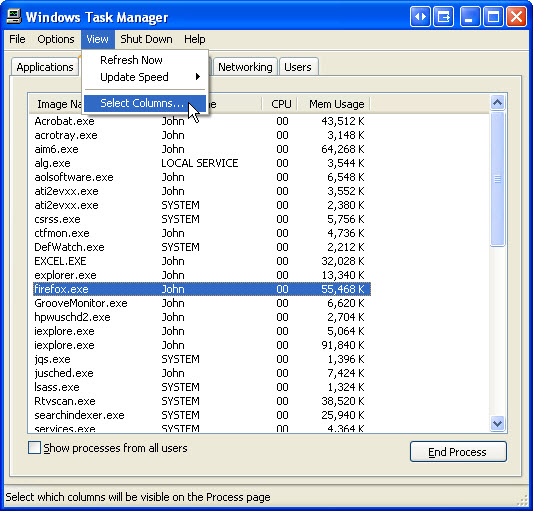 Windows Task Manager
File Options View Shut Down Help
Refresh Now
Update Speed
Select Columns...
Applications Networking Users
Image Na me CPU Mem Usage
Acrobat.exe John 00 43,512 K
acrotray.exe John 00 3,148 K
aim6.exe John 00 64,268 K
alg.exe LOCAL SERVICE 00 3,544 K
aolsoftware.exe John 00 6,548 K
ati2evxx.exe John 00 3,552 K
ati2evxx.exe SYSTEM 00 2,380 K
csrss.exe SYSTEM 00 5,756 K
ctfmon.exe John 00 4,736 K
DefWatch.exe SYSTEM 00 2,212 K
EXCEL.EXE John 00 32,028 K
explorer.exe John 00 13,340 K
firefox.exe John 00 55,468 K
GrooveMonitor.exe John 00 6,620 K
hpwuschd2.exe John 00 2,704 K
iexplore.exe John 00 5,064 K
iexplore.exe John 00 91,840 K
jqs.exe SYSTEM 00 1,396 K
jusched.exe John 00 7,424 K
lsass.exe SYSTEM 00 1,324 K
Rtvscan.exe SYSTEM 00 38,520 K
searchindexer.exe SYSTEM 00 25,940 K
services.exe SYSTEM 00 4,364 K
Show processes from all users
End Process
Select which columns will be visible on the Process page